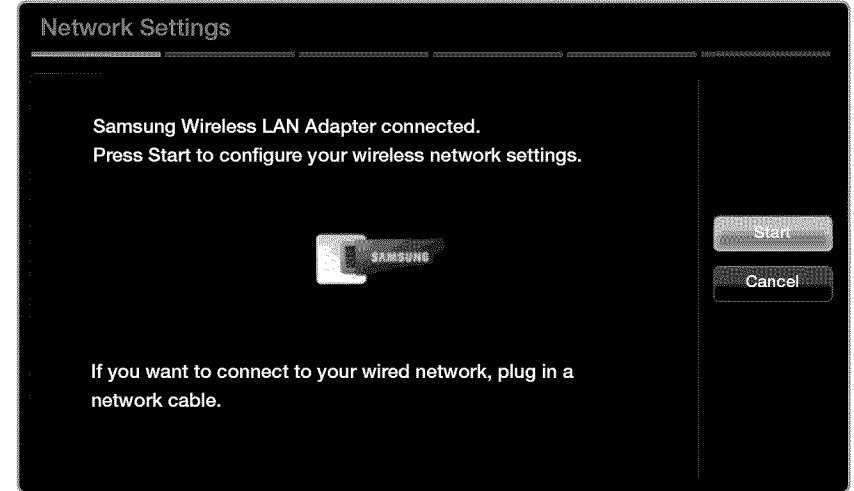 Network Settings
Samsung Wireless LAN Adapter connected.
Press Start to configure your wireless network settings.
SAMSUNG
Start
Cancel
If you want to connect to your wired network, plug in a
network cable.